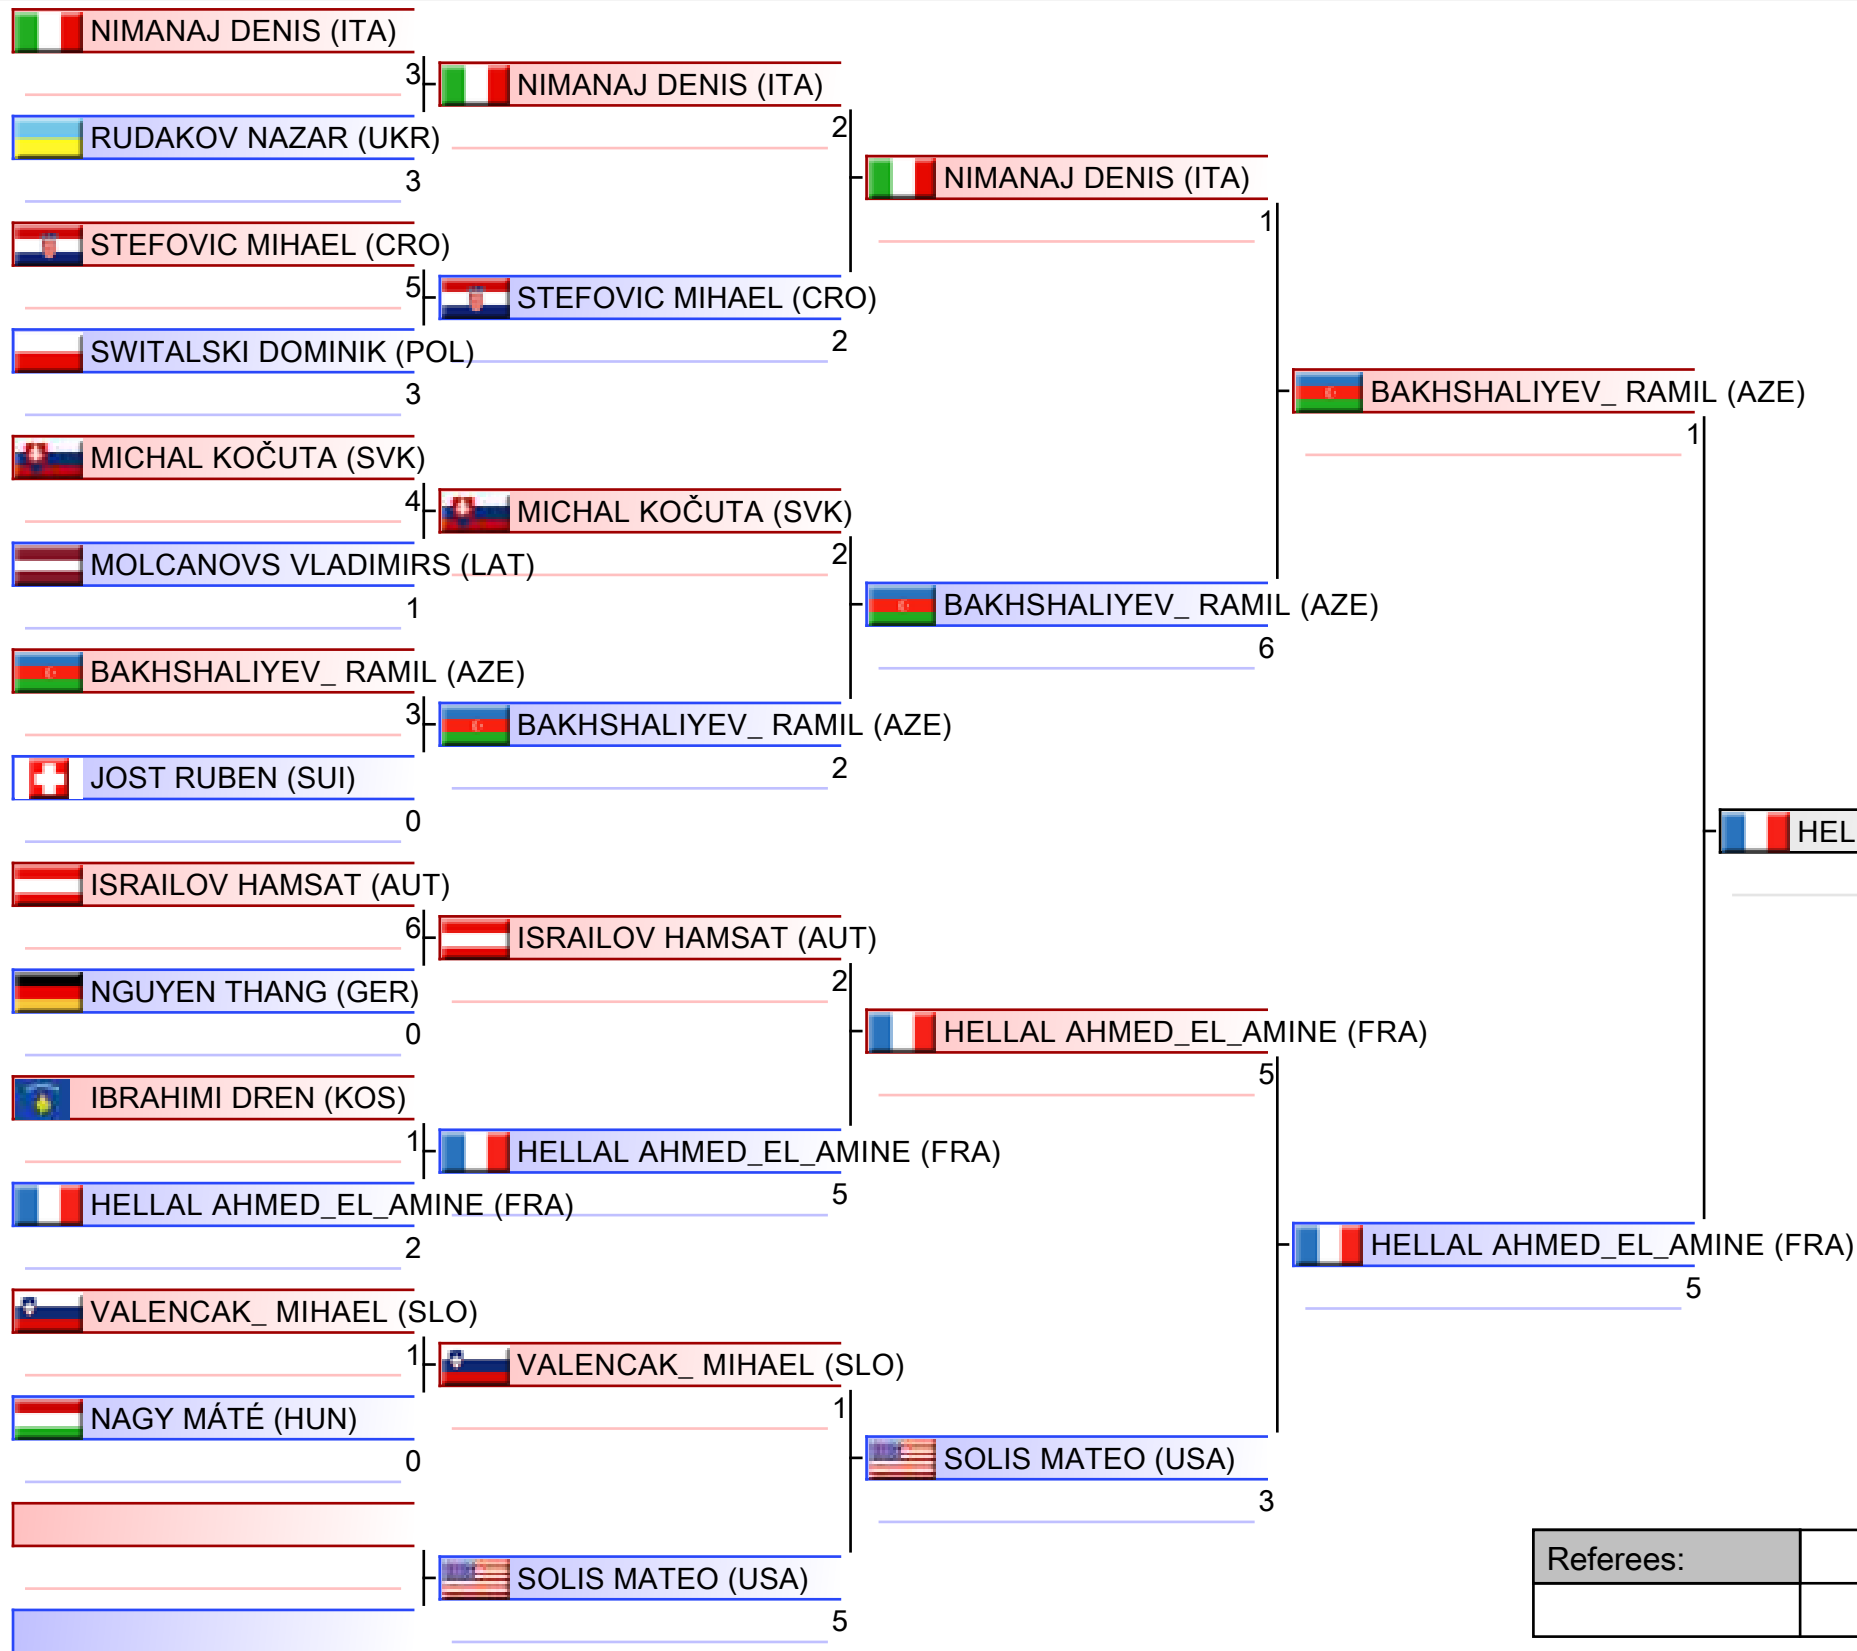 NIMANAJ DENIS (ITA)
3
NIMANAJ DENIS (ITA)
RUDAKOV NAZAR (UKR)
2
3
NIMANAJ DENIS (ITA)
STEFOVIC MIHAEL (CRO)
1
5
STEFOVIC MIHAEL (CRO)
SWITALSKI DOMINIK (POL)
2
3
BAKHSHALIYEV_ RAMIL (AZE)
MICHAL KOČUTA (SVK)
1
4
MICHAL KOČUTA (SVK)
MOLCANOVS VLADIMIRS (LAT)
2
1
BAKHSHALIYEV_ RAMIL (AZE)
BAKHSHALIYEV_ RAMIL (AZE)
6
3
BAKHSHALIYEV_ RAMIL (AZE)
JOST RUBEN (SUI)
2
0
HEL
ISRAILOV HAMSAT (AUT)
6
ISRAILOV HAMSAT (AUT)
NGUYEN THANG (GER)
2
0
HELLAL AHMED_EL_AMINE (FRA)
IBRAHIMI DREN (KOS)
5
1
HELLAL AHMED_EL_AMINE (FRA)
HELLAL AHMED_EL_AMINE (FRA)
5
2
HELLAL AHMED_EL_AMINE (FRA)
VALENCAK_ MIHAEL (SLO)
5
1
VALENCAK_ MIHAEL (SLO)
NAGY MÁTÉ (HUN)
1
0
SOLIS MATEO (USA)
3
SOLIS MATEO (USA)
5
Referees: